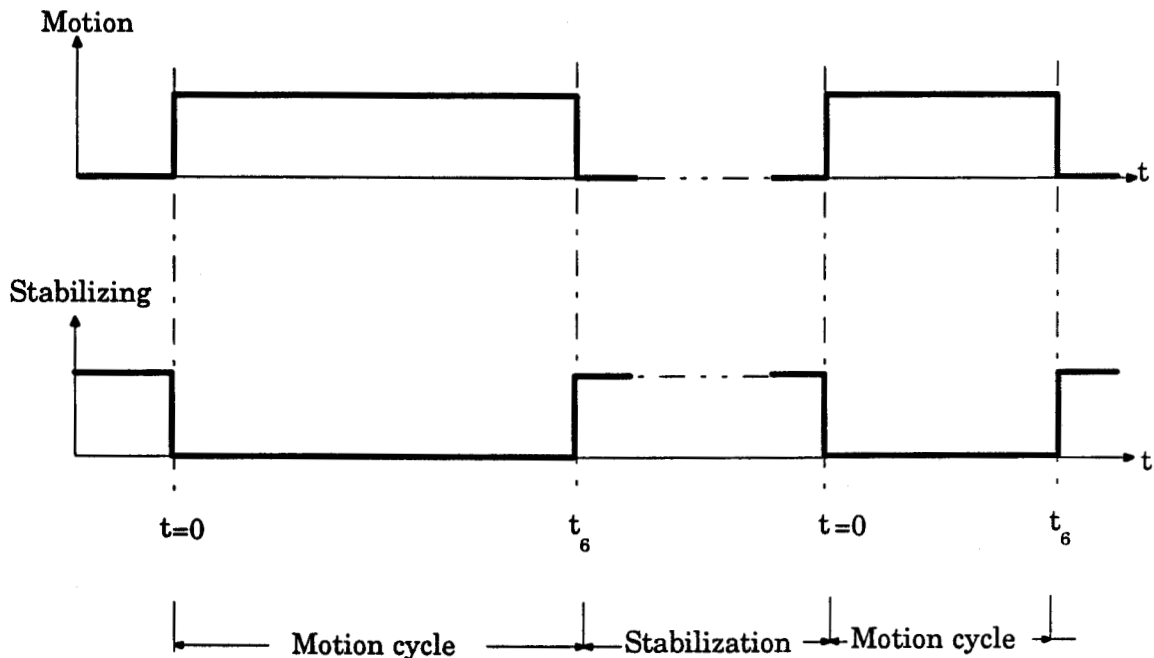 Motion
t
Stabilizing
t
t=0 t₆ t=0 t₆
Motion cycle Stabilization Motion cycle